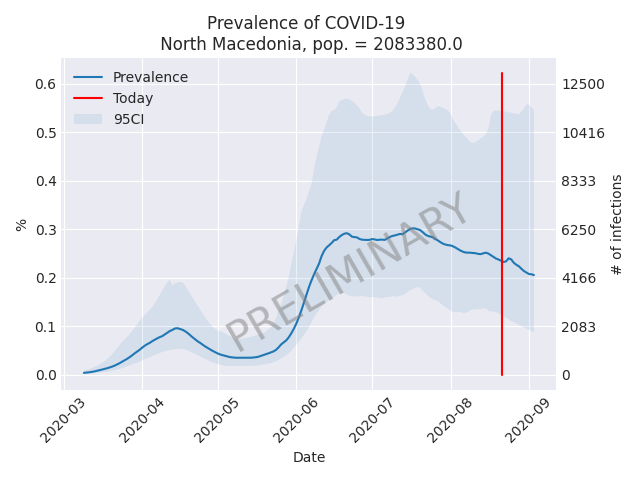 Prevalence of COVID-19
North Macedonia, pop. = 2083380.0
Prevalence
Today
95CI
0.6
0.5
0.4
0.3
0.2
0.1
0.0
%
12500
10416
8333
6250
4166
2083
0
# of infections
PRELIMINARY
2020-03
2020-04
2020-05
2020-06
2020-07
2020-08
2020-09
Date